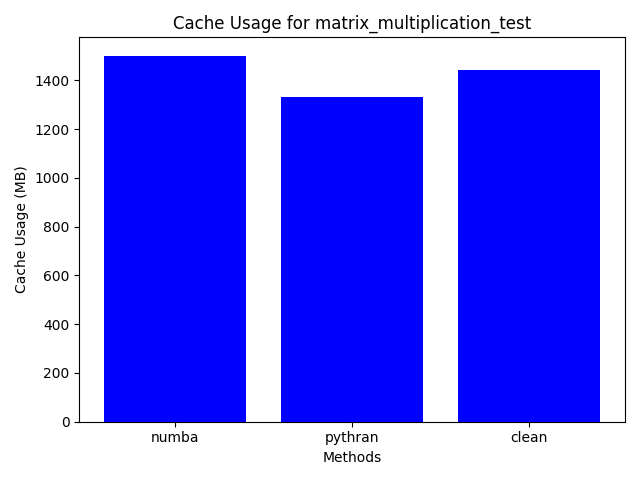 Cache Usage for matrix_multiplication_test
Cache Usage (MB)
1400
1200
1000
800
600
400
200
0
numba pythran clean
Methods